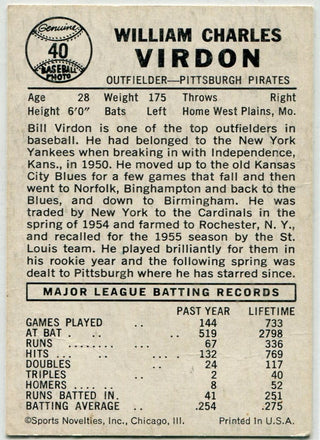 Genuine
40
BASEBALL
PHOTO
WILLIAM CHARLES
VIRDON
OUTFIELDER—PITTSBURGH PIRATES
Age 28 Weight 175 Throws Right
Height 6'0" Bats Left Home West Plains, Mo.
Bill Virdon is one of the top outfielders in
baseball. He had belonged to the New York
Yankees when breaking in with Independence,
Kans., in 1950. He moved up to the old Kansas
City Blues for a few games that fall and then
went to Norfolk, Binghampton and back to the
Blues, and down to Birmingham. He was
traded by New York to the Cardinals in the
spring of 1954 and farmed to Rochester, N. Y.,
and recalled for the 1955 season by the St.
Louis team. He played brilliantly for them in
his rookie year and the following spring was
dealt to Pittsburgh where he has starred since.
MAJOR LEAGUE BATTING RECORDS
PAST YEAR LIFETIME
GAMES PLAYED .. 144 733
AT BAT .. .. .. 519 2798
RUNS .. .. .. 67 336
HITS .. .. .. 132 769
DOUBLES .. .. 24 117
TRIPLES .. .. 2 40
HOMERS .. .. .. 8 52
RUNS BATTED IN. .. 41 251
BATTING AVERAGE .. .254 .275
©Sports Novelties, Inc., Chicago, Ill. Printed in U.S.A.